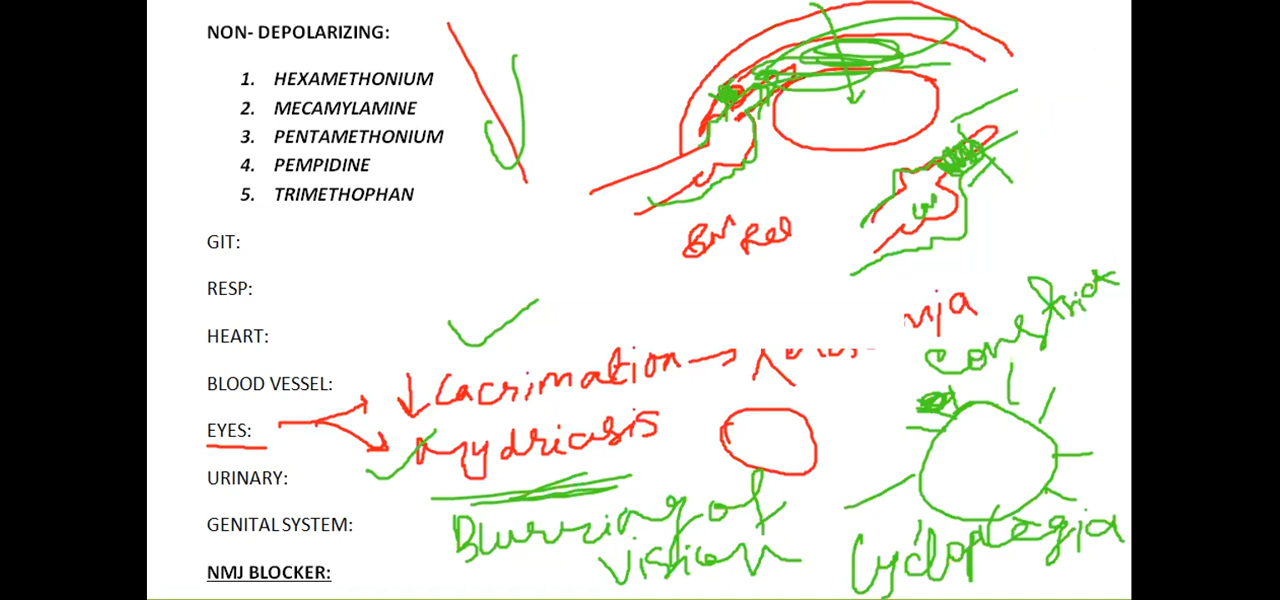 NON- DEPOLARIZING:
1. HEXAMETHONIUM
2. MECAMYLAMINE
3. PENTAMETHONIUM
4. PEMPIDINE
5. TRIMETHOPHAN
GIT:
RESP:
HEART:
Constrict
BLOOD VESSEL:
↓ Lacrimation →
EYES:
Mydriasis
URINARY:
Blurring of
vision
Cycloplegia
GENITAL SYSTEM:
NMJ BLOCKER: